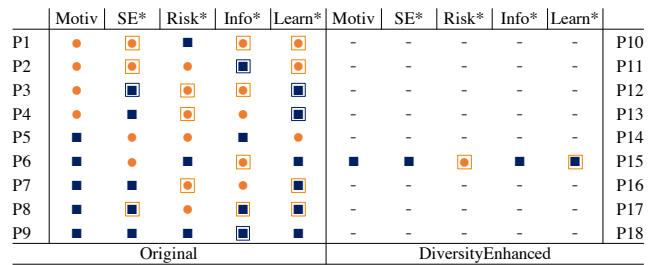 Motiv SE* Risk* Info* Learn* Motiv SE* Risk* Info* Learn*
P1 - - - - - P10
P2 - - - - - P11
P3 - - - - - P12
P4 - - - - - P13
P5 - - - - - P14
P6 P15
P7 - - - - - P16
P8 - - - - - P17
P9 - - - - - P18
Original DiversityEnhanced